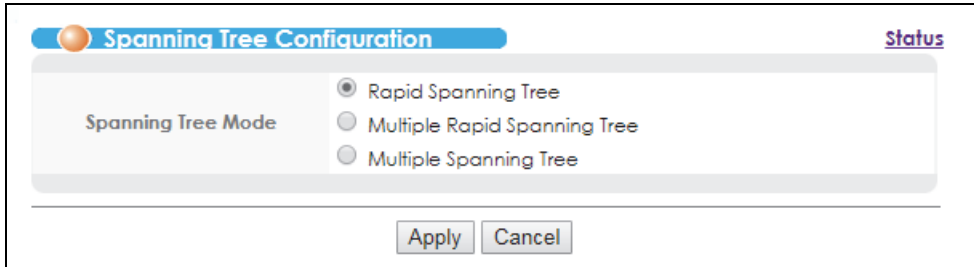 Spanning Tree Configuration
Status
Spanning Tree Mode
Rapid Spanning Tree
Multiple Rapid Spanning Tree
Multiple Spanning Tree
Apply
Cancel